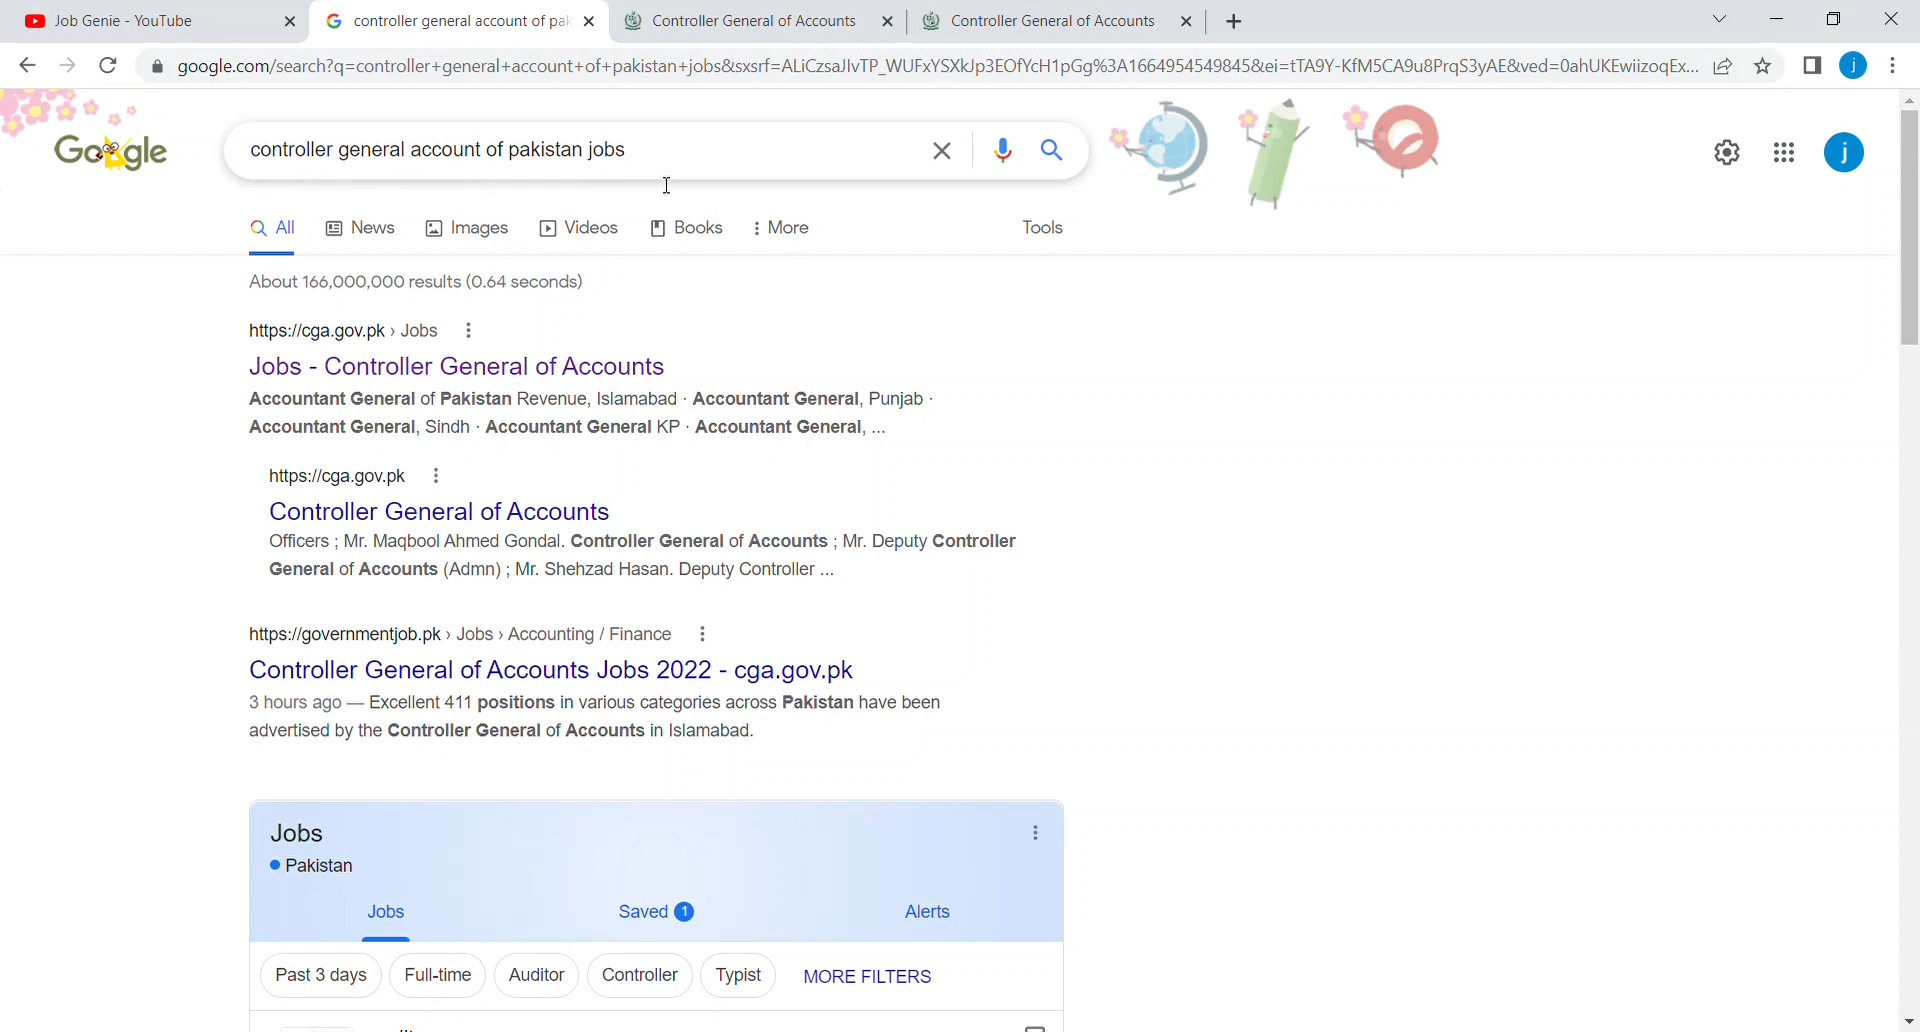 Job Genie - YouTube
controller general account of pak
Controller General of Accounts
Controller General of Accounts
google.com/search?q=controller+general+account+of+pakistan+jobs&sxsrf=ALiCzsaJIvTP_WUFxYSXkJp3EOfYcH1pGg%3A1664954549845&ei=tTA9Y-KfM5CA9u8PrqS3yAE&ved=0ahUKEwiizoqEx...
j
Google
controller general account of pakistan jobs
j
All
News
Images
Videos
Books
More
Tools
About 166,000,000 results (0.64 seconds)
https://cga.gov.pk › Jobs
Jobs - Controller General of Accounts
Accountant General of Pakistan Revenue, Islamabad · Accountant General, Punjab ·
Accountant General, Sindh · Accountant General KP · Accountant General, ...
https://cga.gov.pk
Controller General of Accounts
Officers ; Mr. Maqbool Ahmed Gondal. Controller General of Accounts ; Mr. Deputy Controller
General of Accounts (Admn) ; Mr. Shehzad Hasan. Deputy Controller ...
https://governmentjob.pk › Jobs › Accounting / Finance
Controller General of Accounts Jobs 2022 - cga.gov.pk
3 hours ago — Excellent 411 positions in various categories across Pakistan have been
advertised by the Controller General of Accounts in Islamabad.
Jobs
Pakistan
Jobs
Saved 1
Alerts
Past 3 days
Full-time
Auditor
Controller
Typist
MORE FILTERS